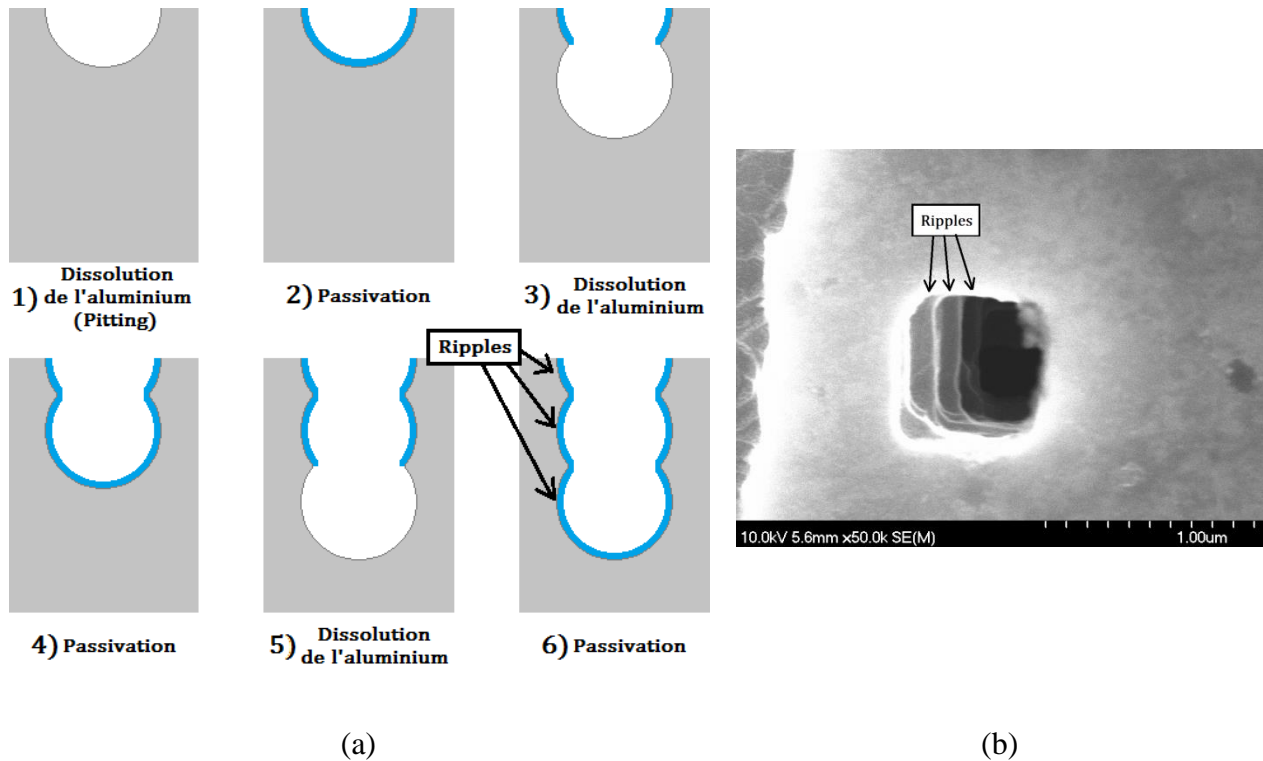 1) Dissolution
de l'aluminium
(Pitting)
2) Passivation
3) Dissolution
de l'aluminium
Ripples
4) Passivation
5) Dissolution
de l'aluminium
6) Passivation
(a)
Ripples
10.0kV 5.6mm x50.0k SE(M)
1.00um
(b)